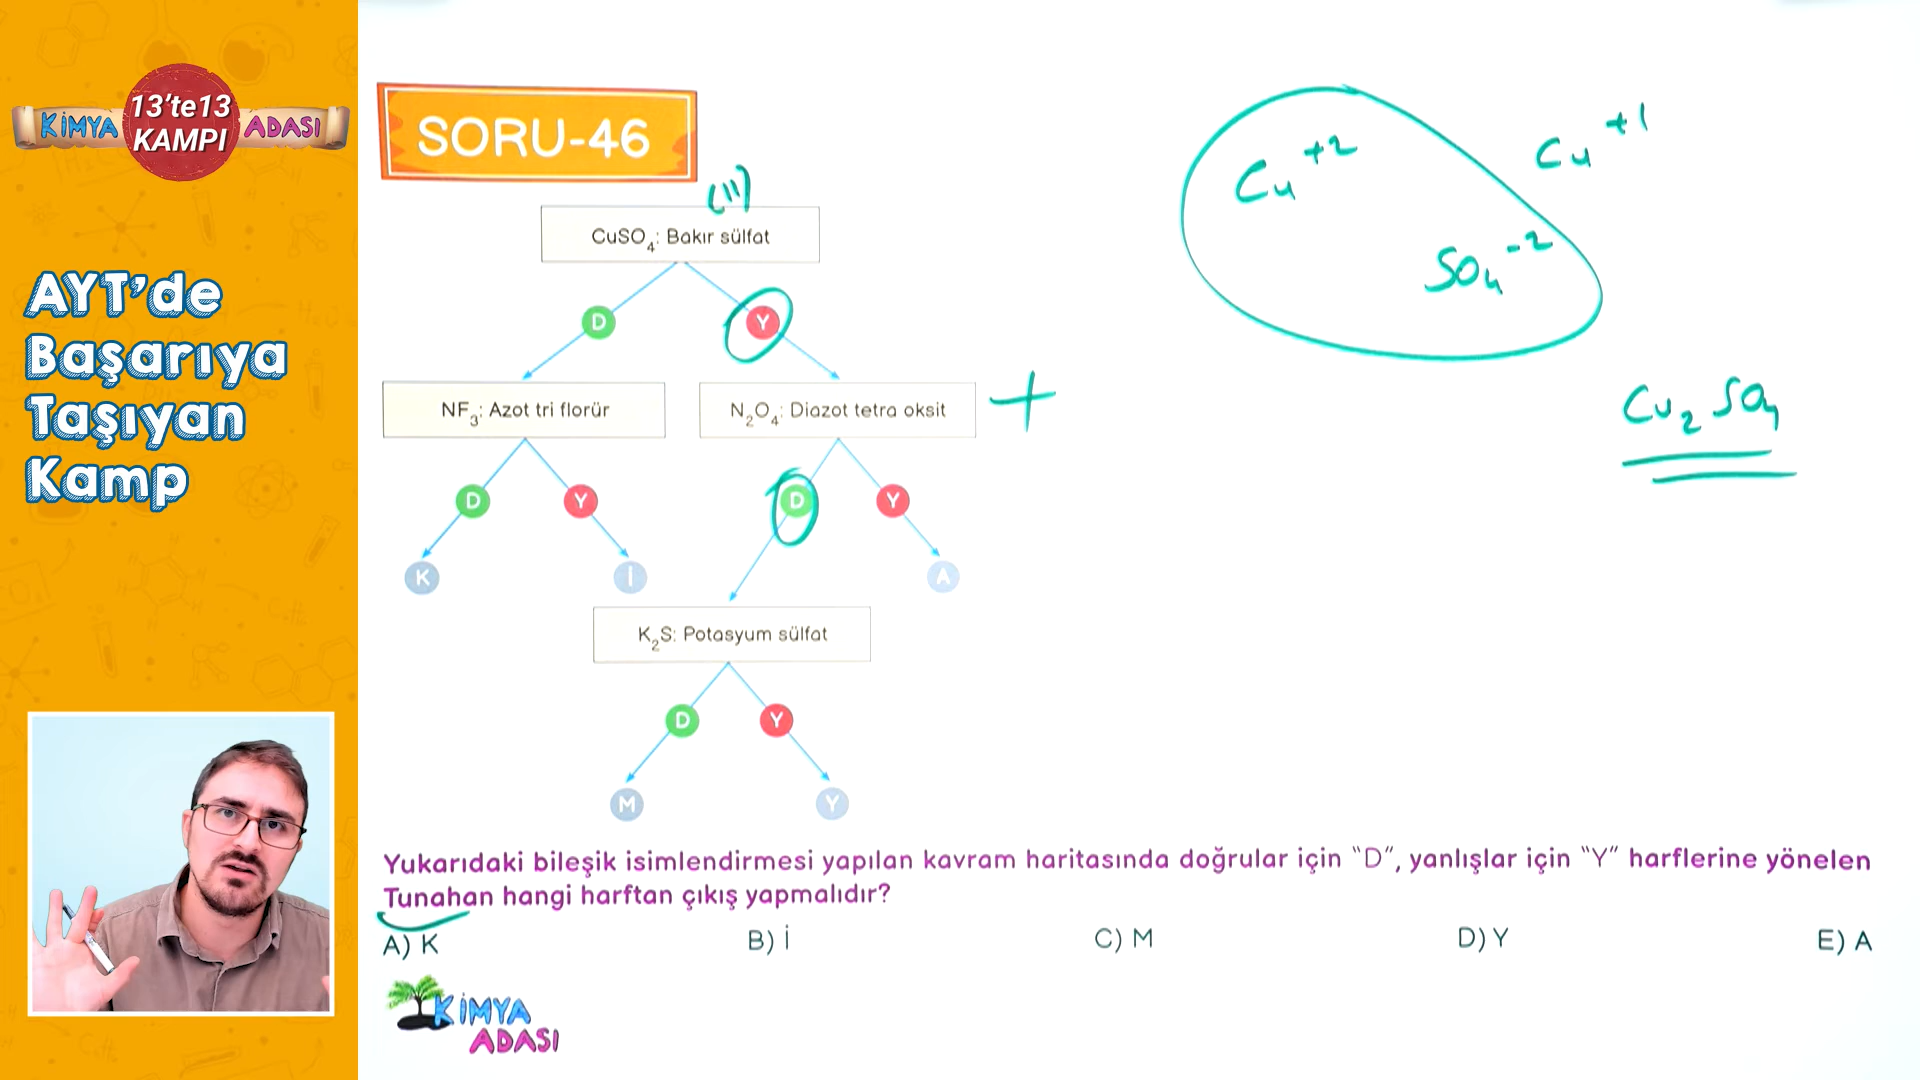 KİMYA 13'te13 KAMPI ADASI
AYT'de
Başarıya
Taşıyan
Kamp
SORU-46
(II)
CuSO4: Bakır sülfat
D Y
NF3: Azot tri florür
N2O4: Diazot tetra oksit +
D Y D Y
K İ A
K2S: Potasyum sülfat
D Y
M Y
Cu+2 Cu+1
SO4-2
Cu2SO4
Yukarıdaki bileşik isimlendirmesi yapılan kavram haritasında doğrular için "D", yanlışlar için "Y" harflerine yönelen
Tunahan hangi harftan çıkış yapmalıdır?
A) K B) İ C) M D) Y E) A
KİMYA
ADASI